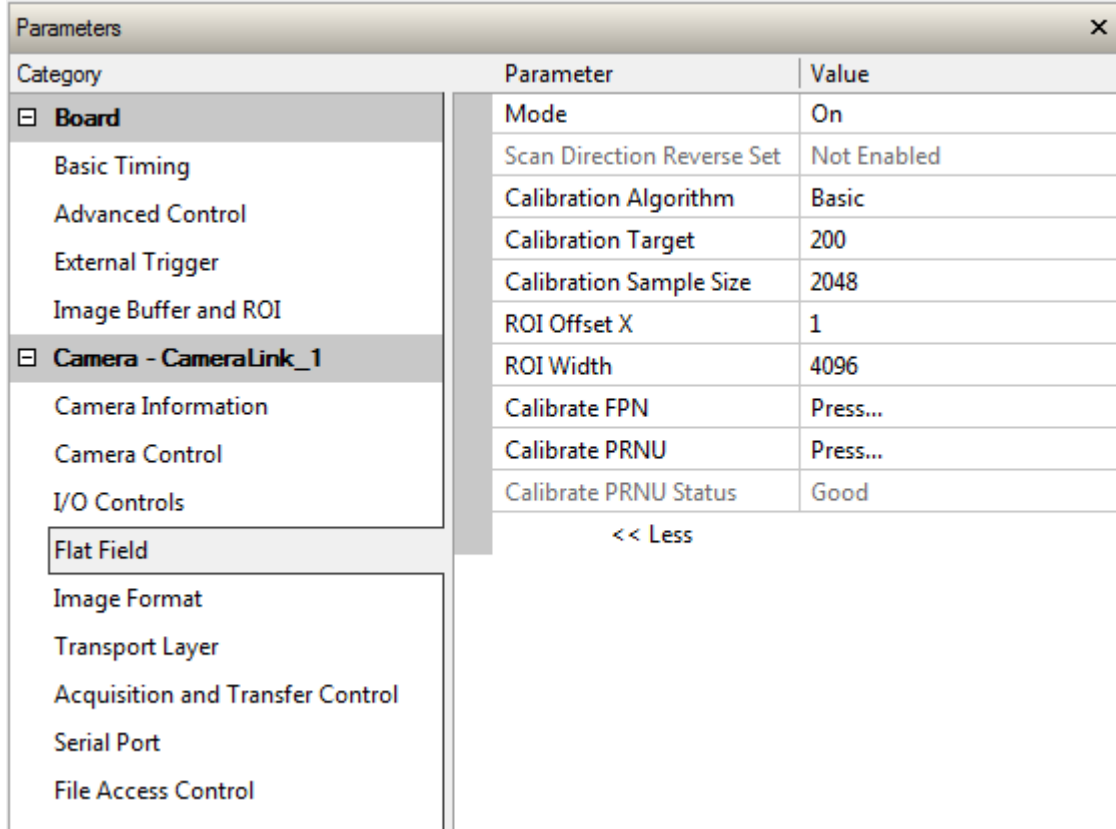 Parameters
Category
Board
Basic Timing
Advanced Control
External Trigger
Image Buffer and ROI
Camera - CameraLink_1
Camera Information
Camera Control
I/O Controls
Flat Field
Image Format
Transport Layer
Acquisition and Transfer Control
Serial Port
File Access Control
Parameter Value
Mode On
Scan Direction Reverse Set Not Enabled
Calibration Algorithm Basic
Calibration Target 200
Calibration Sample Size 2048
ROI Offset X 1
ROI Width 4096
Calibrate FPN Press...
Calibrate PRNU Press...
Calibrate PRNU Status Good
<< Less